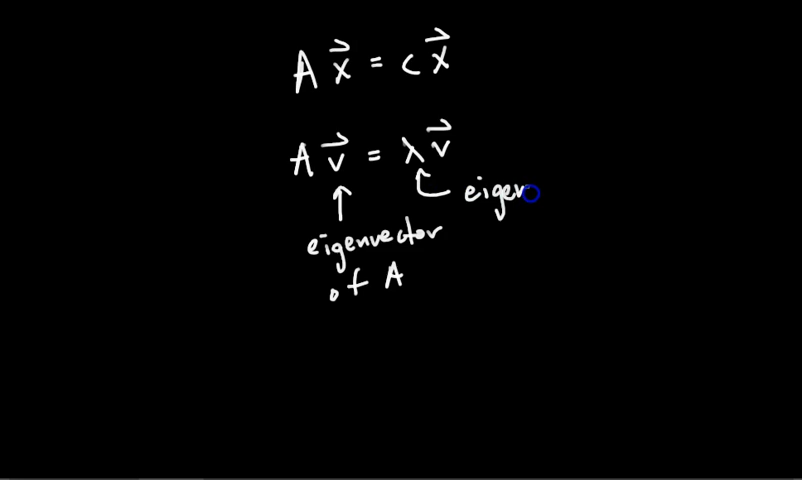 A x⃗ = c x⃗
A v⃗ = λ v⃗
eigen
eigenvector
of A